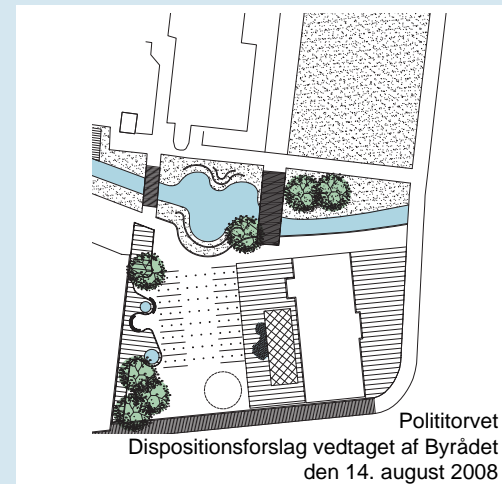 Polititorvet
Dispositionsforslag vedtaget af Byrådet
den 14. august 2008